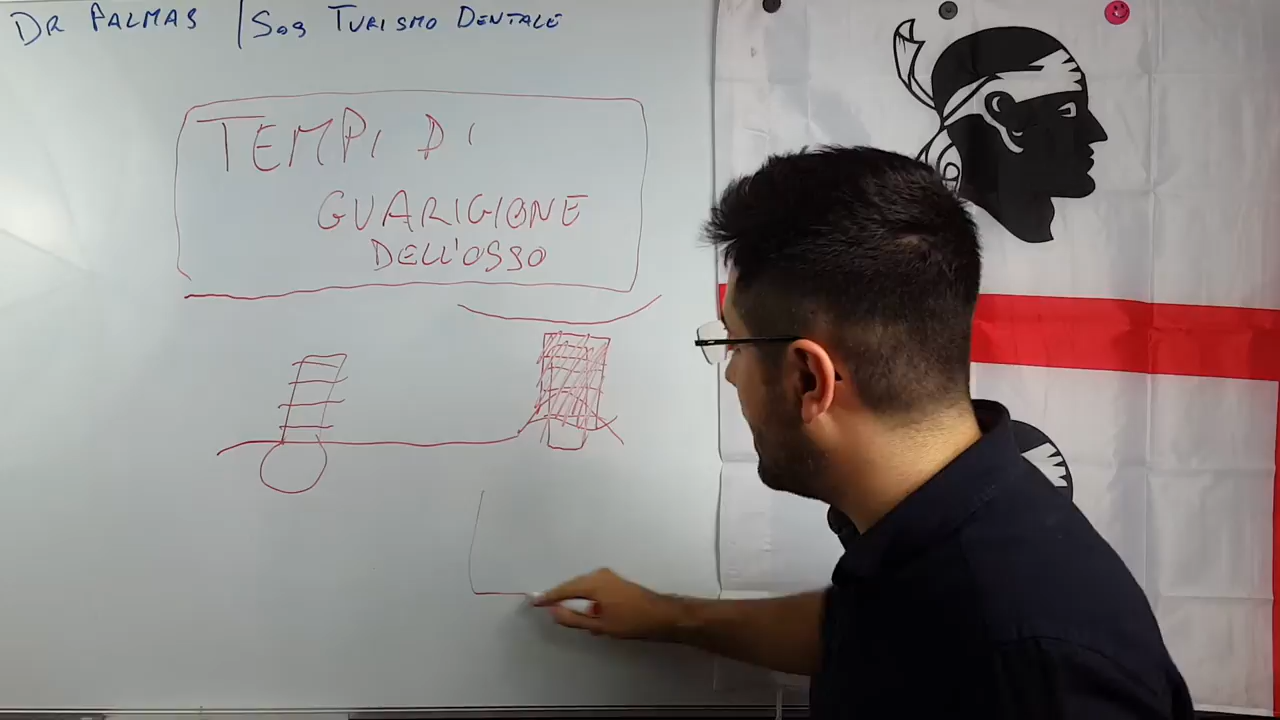 DR PALMAS | SOS TURISMO DENTALE
TEMPI DI
GUARIGIONE
DELL'OSSO